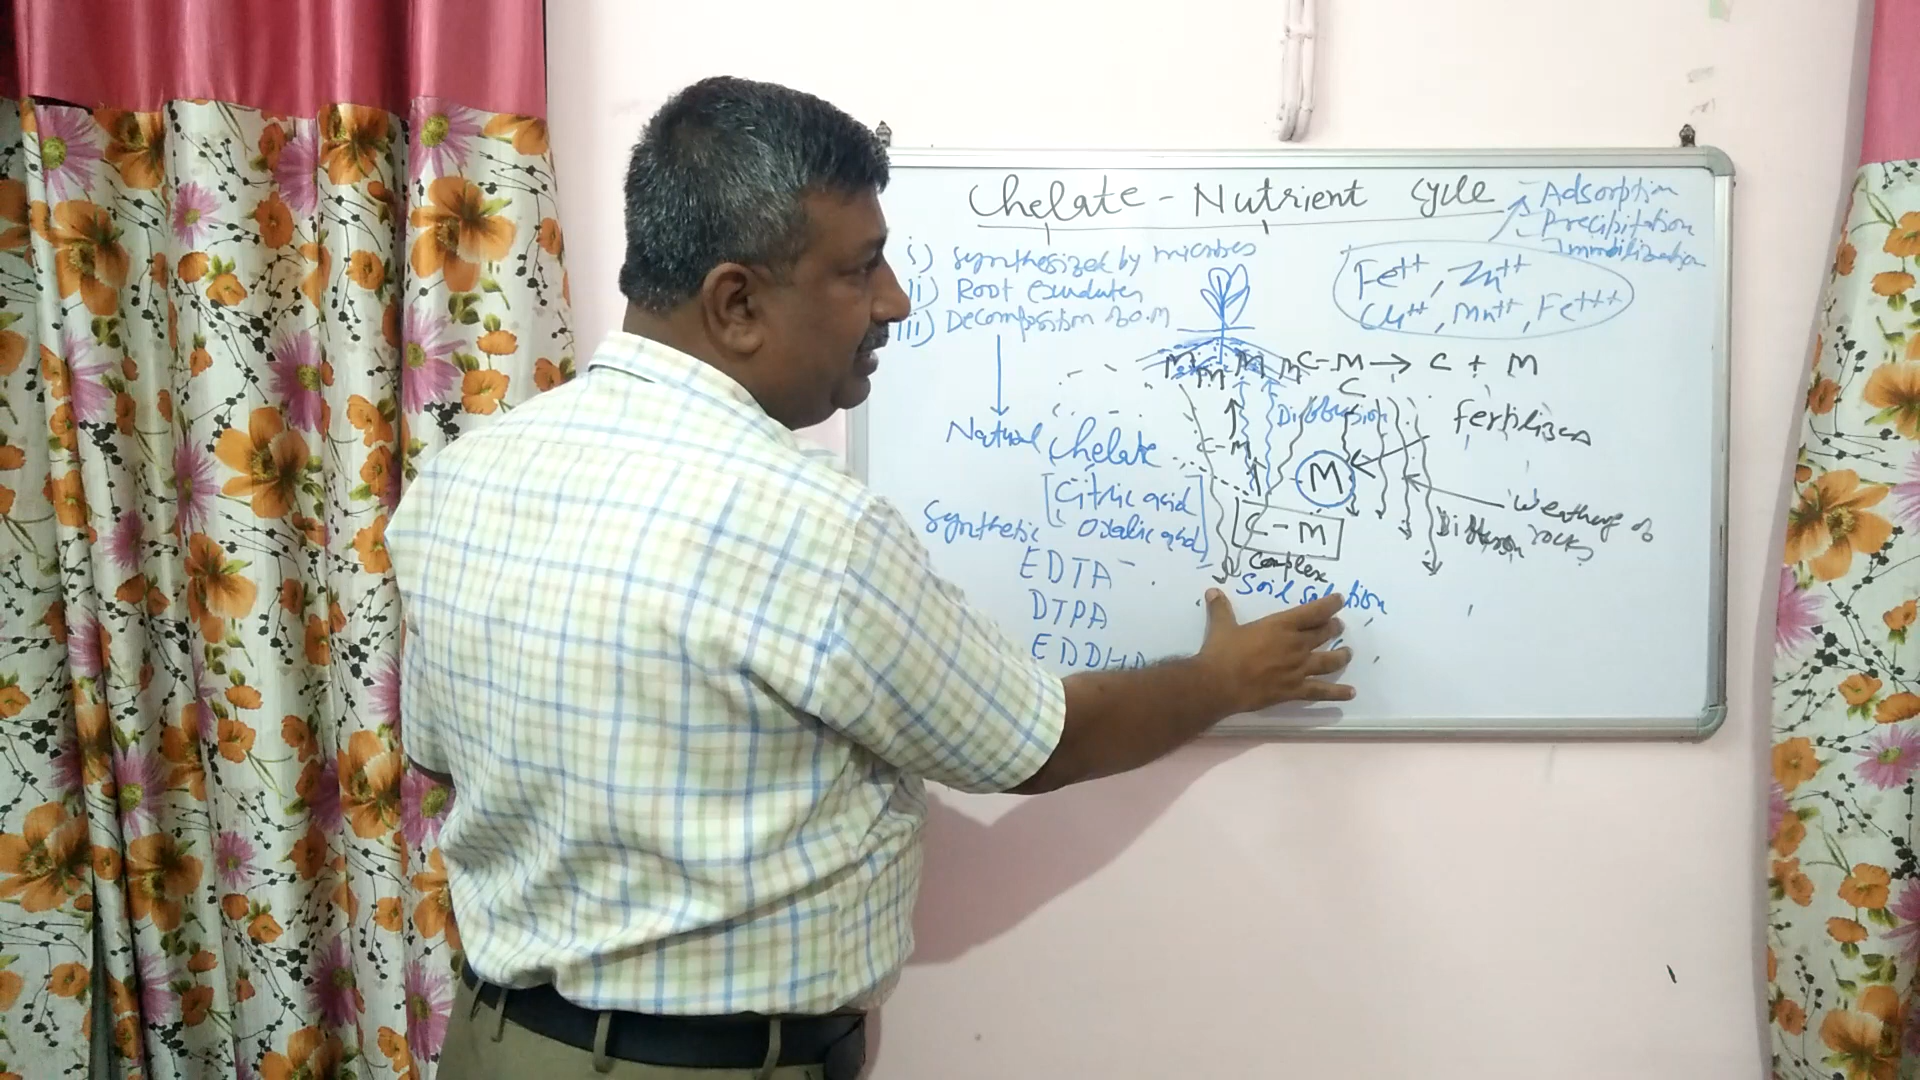 Chelate - Nutrient Cycle
Adsorption
Precipitation
Immobilization
i) Synthesized by microbes
ii) Root exudates
iii) Decomposition of O.M
Fe++, Zn++
Cu++, Mn++, Fe+++
M M M M C-M → C + M
C
Natural Chelate
[Citric acid
Oxalic acid]
Synthetic
EDTA
DTPA
EDDHA
C-M
Diffusion
Fertilizers
M
Weathering of
rocks
Diffusion
C-M
Complex
Soil solution